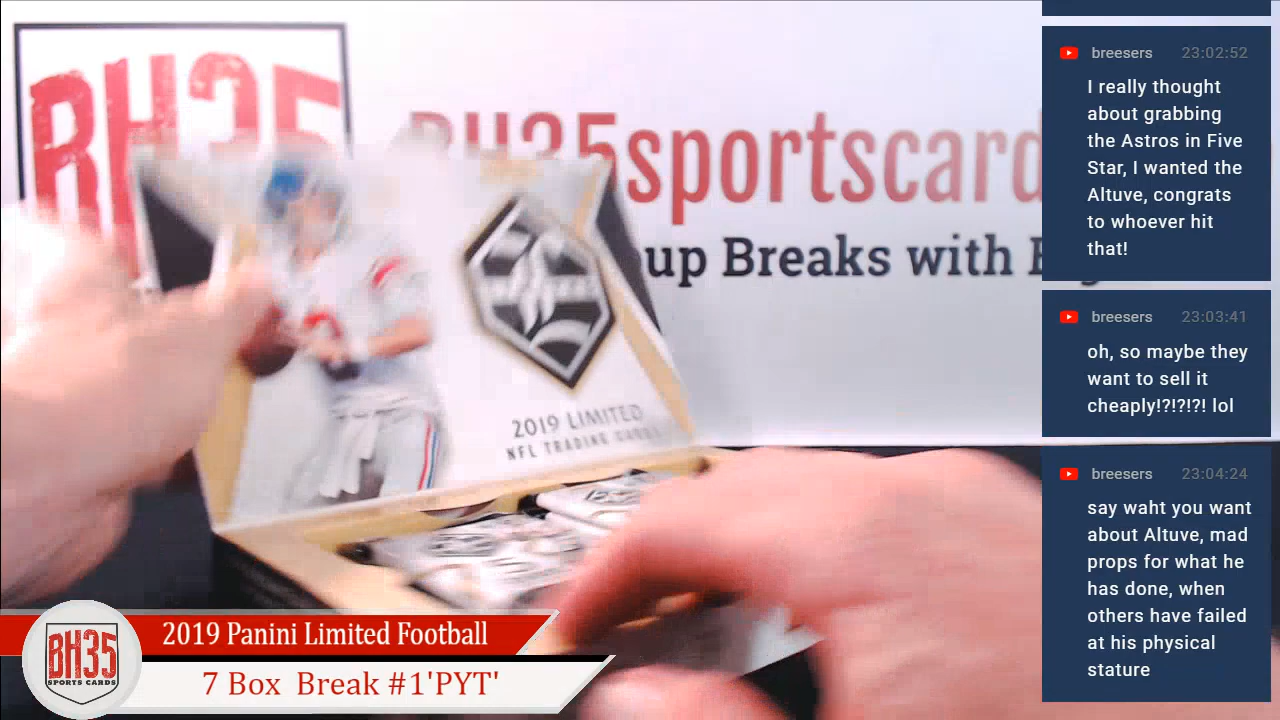 BH35
BH35sportscard
up Breaks with
2019 LIMITED
NFL TRADING CARDS
2019 Panini Limited Football
7 Box Break #1'PYT'
BH35
SPORTS CARDS
breesers 23:02:52
I really thought
about grabbing
the Astros in Five
Star, I wanted the
Altuve, congrats
to whoever hit
that!
breesers 23:03:41
oh, so maybe they
want to sell it
cheaply!?!?!?! lol
breesers 23:04:24
say waht you want
about Altuve, mad
props for what he
has done, when
others have failed
at his physical
stature